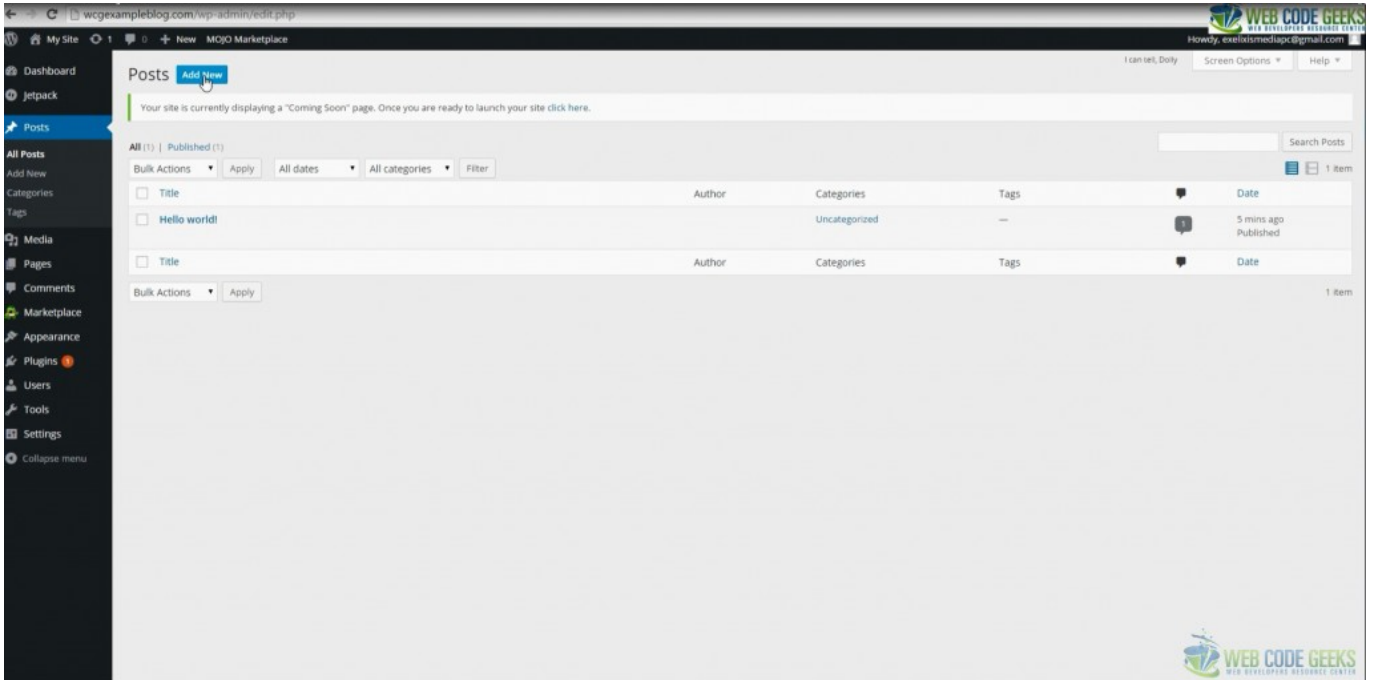 wcgexampleblog.com/wp-admin/edit.php
WEB CODE GEEKS
WEB DEVELOPERS RESOURCE CENTER
My Site 1 0 + New MOJO Marketplace
Howdy, exelixismediapc@gmail.com
Dashboard
Jetpack
Posts
All Posts
Add New
Categories
Tags
Media
Pages
Comments
Marketplace
Appearance
Plugins 1
Users
Tools
Settings
Collapse menu
I can tell, Dolly
Screen Options ▼
Help ▼
Posts Add New
Your site is currently displaying a "Coming Soon" page. Once you are ready to launch your site click here.
All (1) | Published (1)
Search Posts
Bulk Actions Apply All dates All categories Filter
1 item
Title Author Categories Tags Date
Hello world! Uncategorized — 1 5 mins ago
Published
Title Author Categories Tags Date
Bulk Actions Apply
1 item
WEB CODE GEEKS
WEB DEVELOPERS RESOURCE CENTER